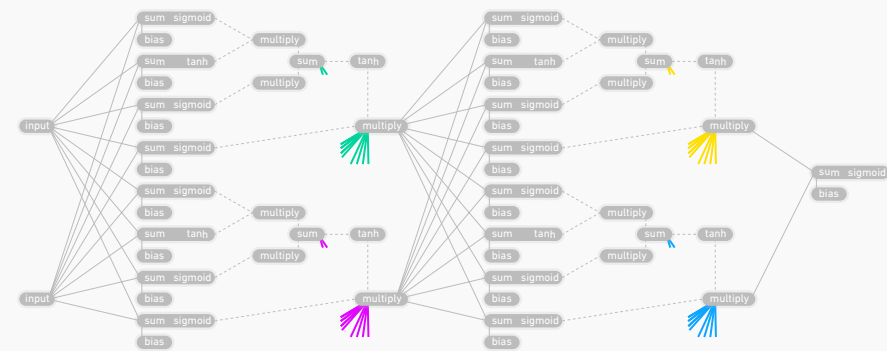 sum sigmoid sum sigmoid
bias multiply bias multiply
sum tanh sum tanh sum tanh sum tanh
bias multiply bias multiply
sum sigmoid sum sigmoid
input bias multiply bias multiply
sum sigmoid sum sigmoid
bias bias sum sigmoid
sum sigmoid sum sigmoid bias
bias multiply bias multiply
sum tanh sum tanh sum tanh sum tanh
bias multiply bias multiply
sum sigmoid sum sigmoid
input bias multiply bias multiply
sum sigmoid sum sigmoid
bias bias